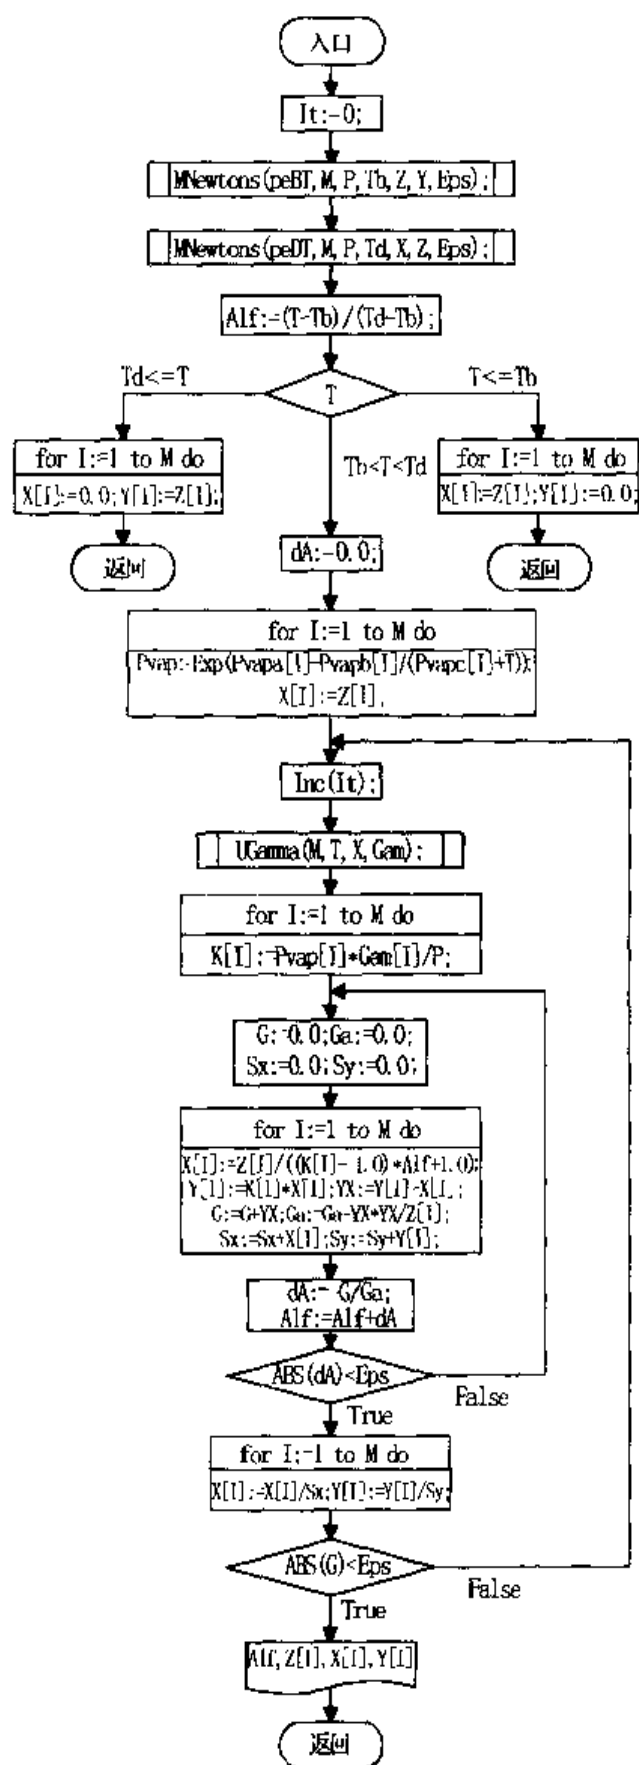 入口
It:=0;
MNewtons(peBT, M, P, Tb, Z, Y, Eps);
MNewtons(peDT, M, P, Td, X, Z, Eps);
Alf:=(T-Tb)/(Td-Tb);
Td<=T
T
T<=Tb
for I:=1 to M do
X[I]:=0.0;Y[I]:=Z[I];
Tb<T<Td
for I:=1 to M do
X[I]:=Z[I];Y[I]:=0.0;
返回
dA:=0.0;
返回
for I:=1 to M do
Pvap:=Exp(Pvapa[I]-Pvapb[I]/(Pvapc[I]+T));
X[I]:=Z[I];
Inc(It);
UGamma(M, T, X, Gam);
for I:=1 to M do
K[I]:=Pvap[I]*Gam[I]/P;
G:=0.0;Ga:=0.0;
Sx:=0.0;Sy:=0.0;
for I:=1 to M do
X[I]:=Z[I]/((K[I]-1.0)*Alf+1.0);
Y[I]:=K[I]*X[I];YX:=Y[I]-X[I];
G:=G+YX;Ga:=Ga-YX*YX/Z[I];
Sx:=Sx+X[I];Sy:=Sy+Y[I];
dA:=-G/Ga;
Alf:=Alf+dA
ABS(dA)<Eps
False
True
for I:=1 to M do
X[I]:=X[I]/Sx;Y[I]:=Y[I]/Sy;
ABS(G)<Eps
False
True
Alf, Z[I], X[I], Y[I]
返回